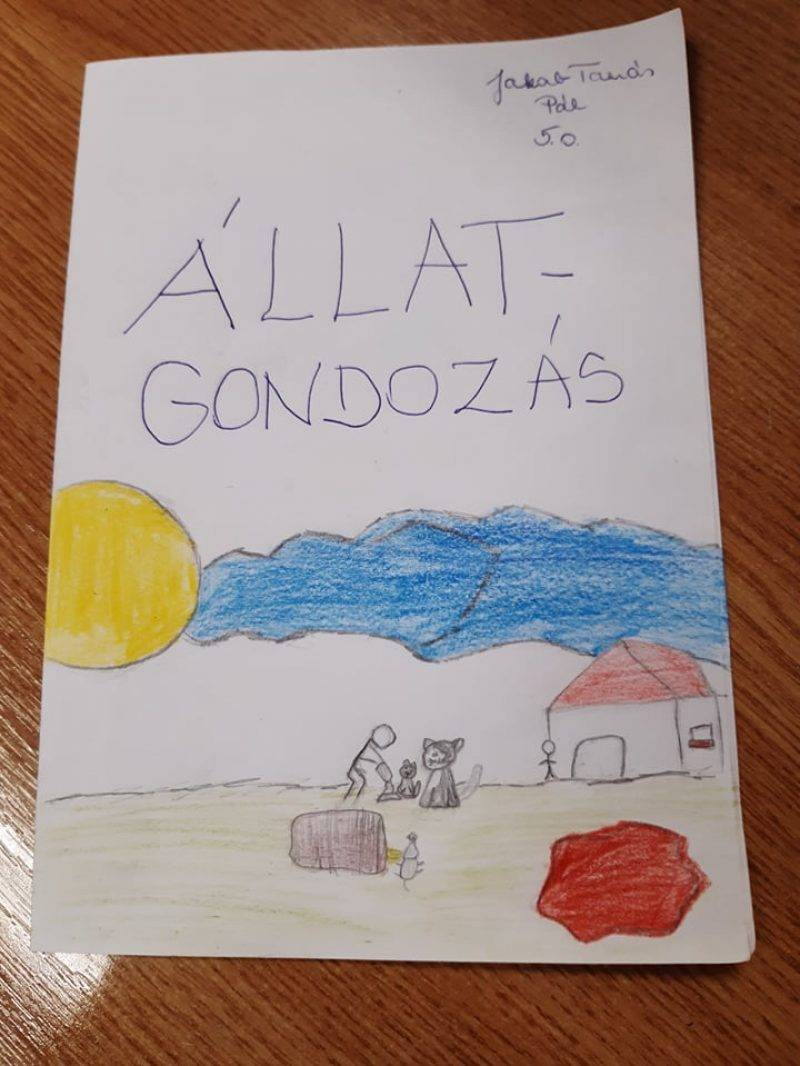 Jakab Tamás
Pál
5.o.
ÁLLAT-
GONDOZÁS